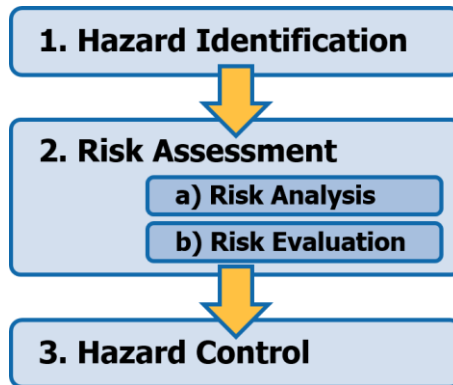 1. Hazard Identification
2. Risk Assessment
a) Risk Analysis
b) Risk Evaluation
3. Hazard Control